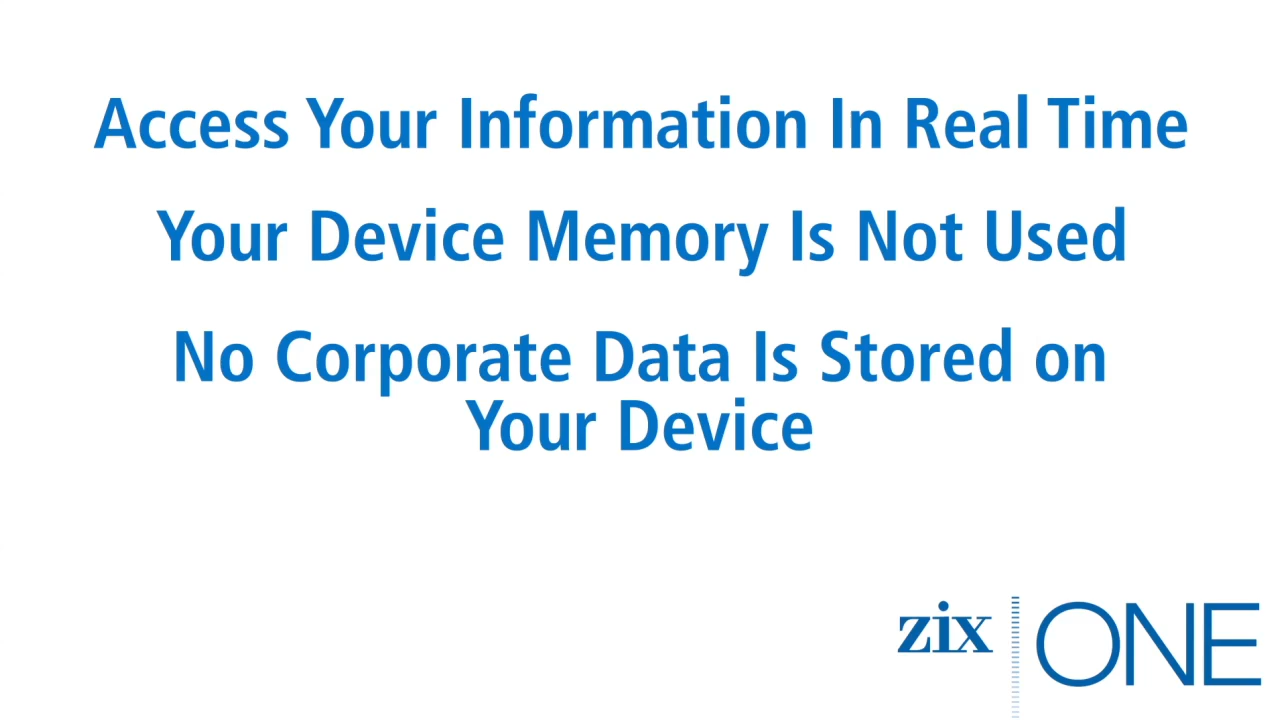 Access Your Information In Real Time
Your Device Memory Is Not Used
No Corporate Data Is Stored on
Your Device
zix ONE